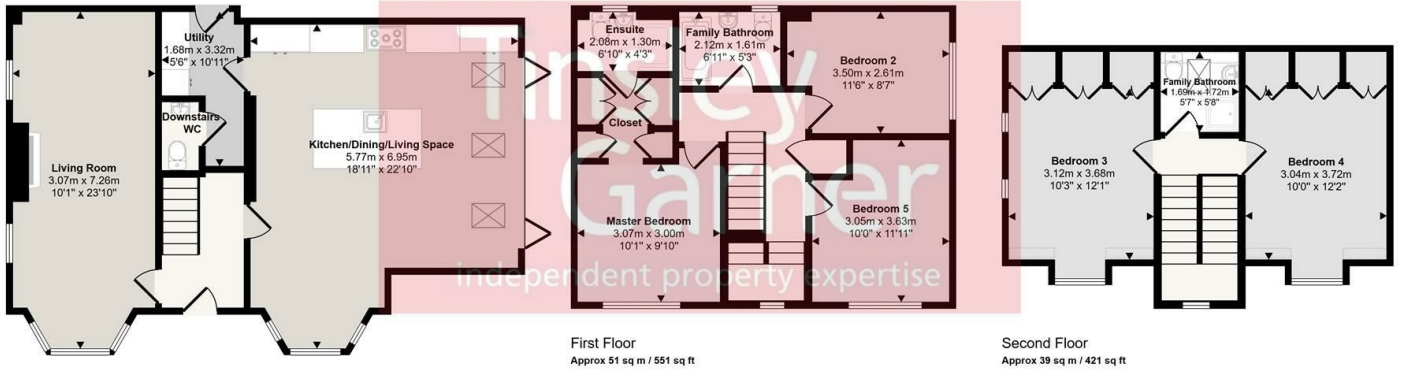 Utility
1.68m x 3.32m
5'6" x 10'11"
Downstairs
WC
Living Room
3.07m x 7.26m
10'1" x 23'10"
Kitchen/Dining/Living Space
5.77m x 6.95m
18'11" x 22'10"
Tinsley
Garner
independent property expertise
Ensuite
2.08m x 1.30m
6'10" x 4'3"
Family Bathroom
2.12m x 1.61m
6'11" x 5'3"
Bedroom 2
3.50m x 2.61m
11'6" x 8'7"
Closet
Master Bedroom
3.07m x 3.00m
10'1" x 9'10"
Bedroom 5
3.05m x 3.63m
10'0" x 11'11"
First Floor
Approx 51 sq m / 551 sq ft
Family Bathroom
1.69m x 1.72m
5'7" x 5'8"
Bedroom 3
3.12m x 3.68m
10'3" x 12'1"
Bedroom 4
3.04m x 3.72m
10'0" x 12'2"
Second Floor
Approx 39 sq m / 421 sq ft